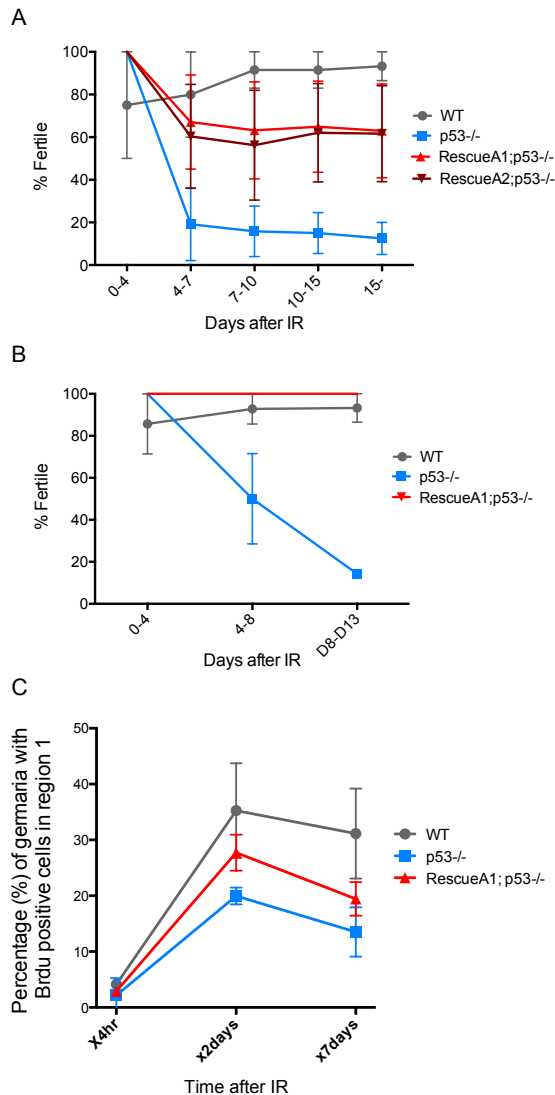 A
% Fertile
100
80
60
40
20
0
0-4
4-7
7-10
10-15
15-
Days after IR
WT
p53-/-
RescueA1;p53-/-
RescueA2;p53-/-
B
% Fertile
100
80
60
40
20
0
0-4
4-8
D8-D13
Days after IR
WT
p53-/-
RescueA1;p53-/-
C
Percentage (%) of germaria with
Brdu positive cells in region 1
50
40
30
20
10
0
X4hr
x2days
x7days
Time after IR
WT
p53-/-
RescueA1; p53-/-